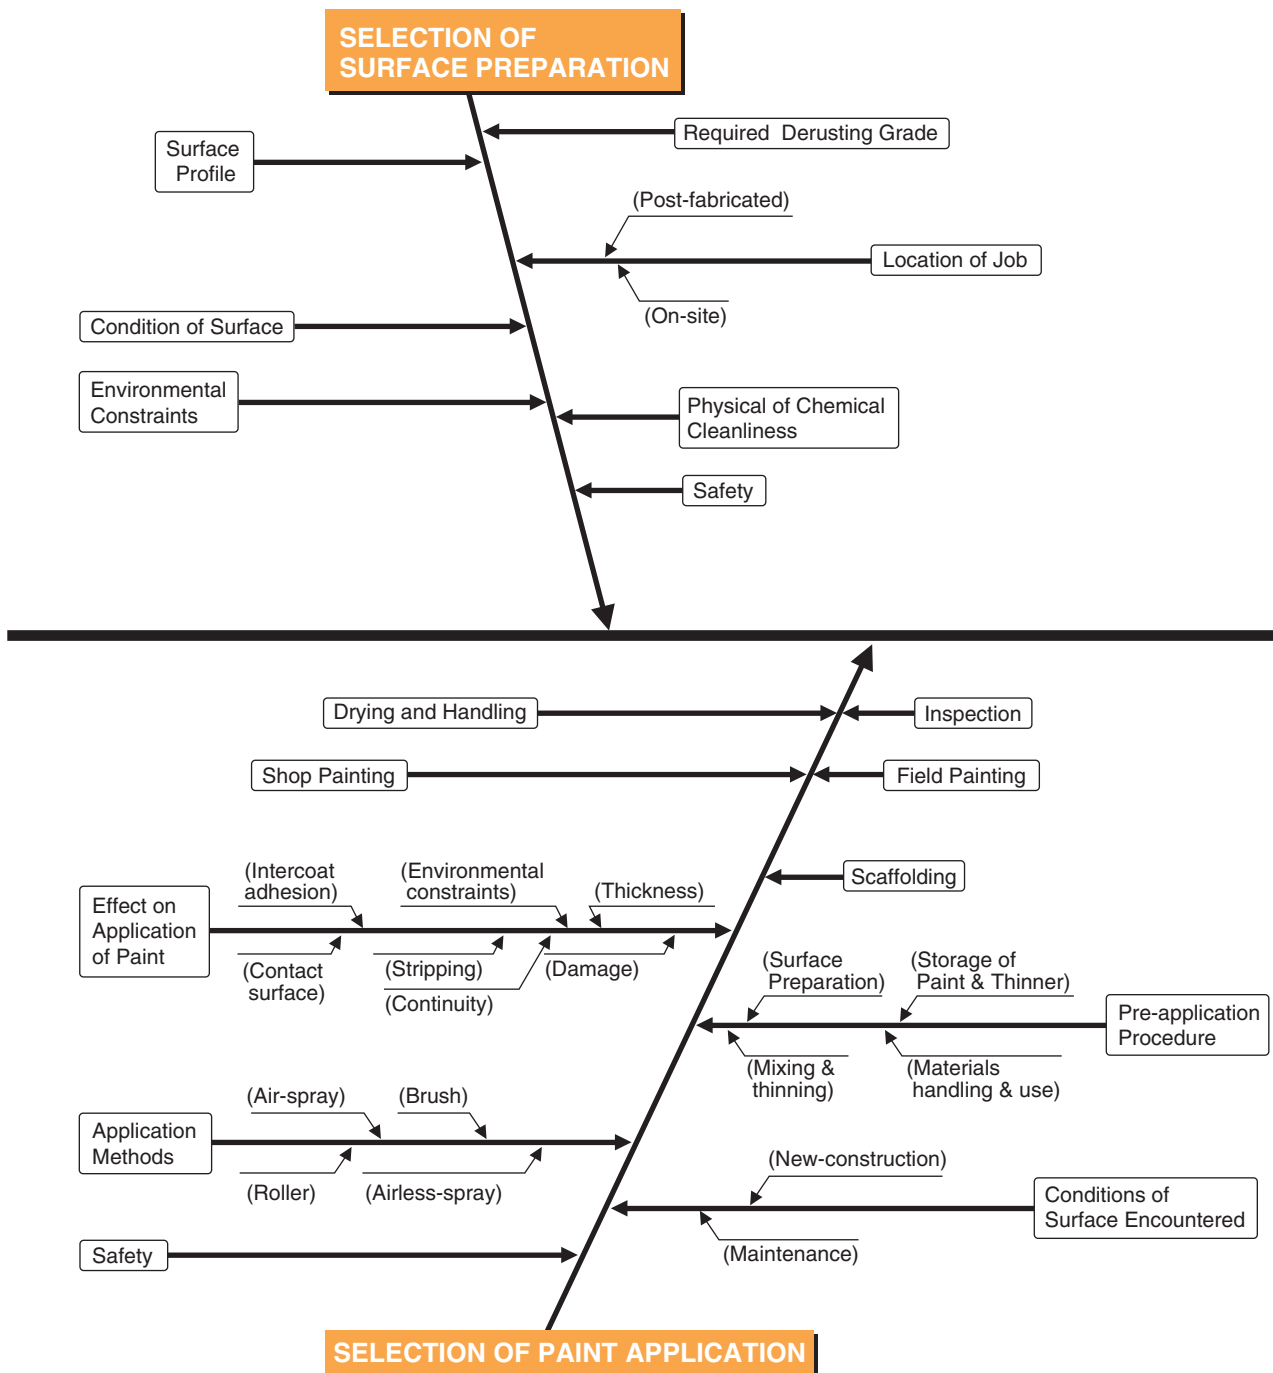 SELECTION OF
SURFACE PREPARATION
Required Derusting Grade
Surface
Profile
(Post-fabricated)
Location of Job
(On-site)
Condition of Surface
Environmental
Constraints
Physical of Chemical
Cleanliness
Safety
Drying and Handling
Inspection
Shop Painting
Field Painting
Scaffolding
(Intercoat
adhesion)
(Environmental
constraints)
(Thickness)
Effect on
Application
of Paint
(Contact
surface)
(Stripping)
(Continuity)
(Damage)
(Surface
Preparation)
(Storage of
Paint & Thinner)
Pre-application
Procedure
(Mixing &
thinning)
(Materials
handling & use)
(Air-spray)
(Brush)
Application
Methods
(Roller)
(Airless-spray)
(New-construction)
Conditions of
Surface Encountered
(Maintenance)
Safety
SELECTION OF PAINT APPLICATION